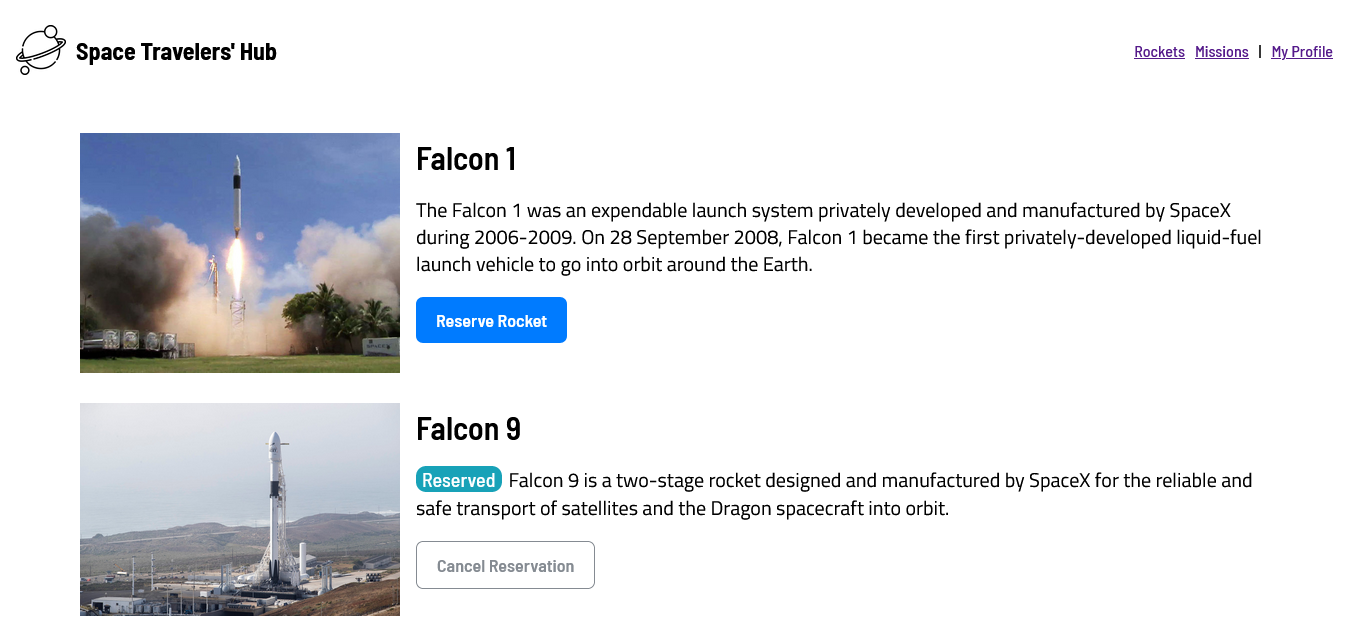 Space Travelers' Hub
Rockets Missions | My Profile
Falcon 1
The Falcon 1 was an expendable launch system privately developed and manufactured by SpaceX
during 2006-2009. On 28 September 2008, Falcon 1 became the first privately-developed liquid-fuel
launch vehicle to go into orbit around the Earth.
Reserve Rocket
Falcon 9
Reserved Falcon 9 is a two-stage rocket designed and manufactured by SpaceX for the reliable and
safe transport of satellites and the Dragon spacecraft into orbit.
Cancel Reservation